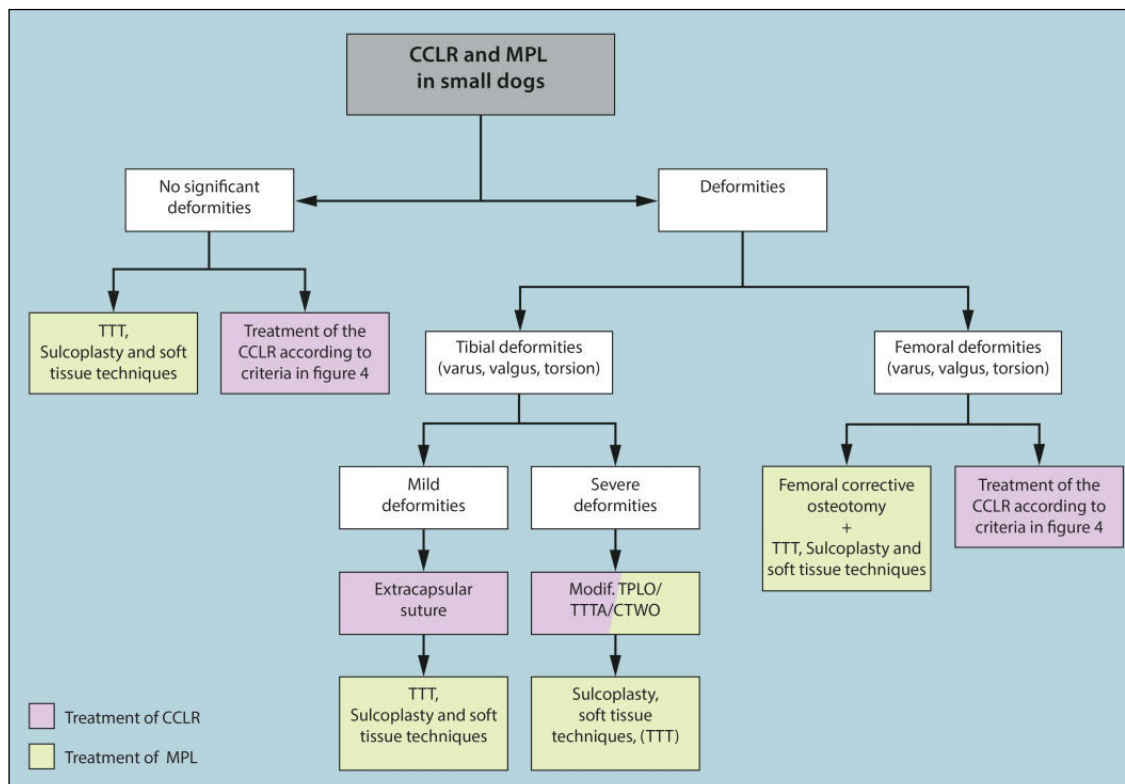 CCLR and MPL
in small dogs
No significant
deformities
Deformities
TTT,
Sulcoplasty and soft
tissue techniques
Treatment of the
CCLR according to
criteria in figure 4
Tibial deformities
(varus, valgus, torsion)
Femoral deformities
(varus, valgus, torsion)
Mild
deformities
Severe
deformities
Femoral corrective
osteotomy
+
TTT, Sulcoplasty and
soft tissue techniques
Treatment of the
CCLR according to
criteria in figure 4
Extracapsular
suture
Modif. TPLO/
TTTA/CTWO
TTT,
Sulcoplasty and soft
tissue techniques
Sulcoplasty,
soft tissue
techniques, (TTT)
Treatment of CCLR
Treatment of MPL